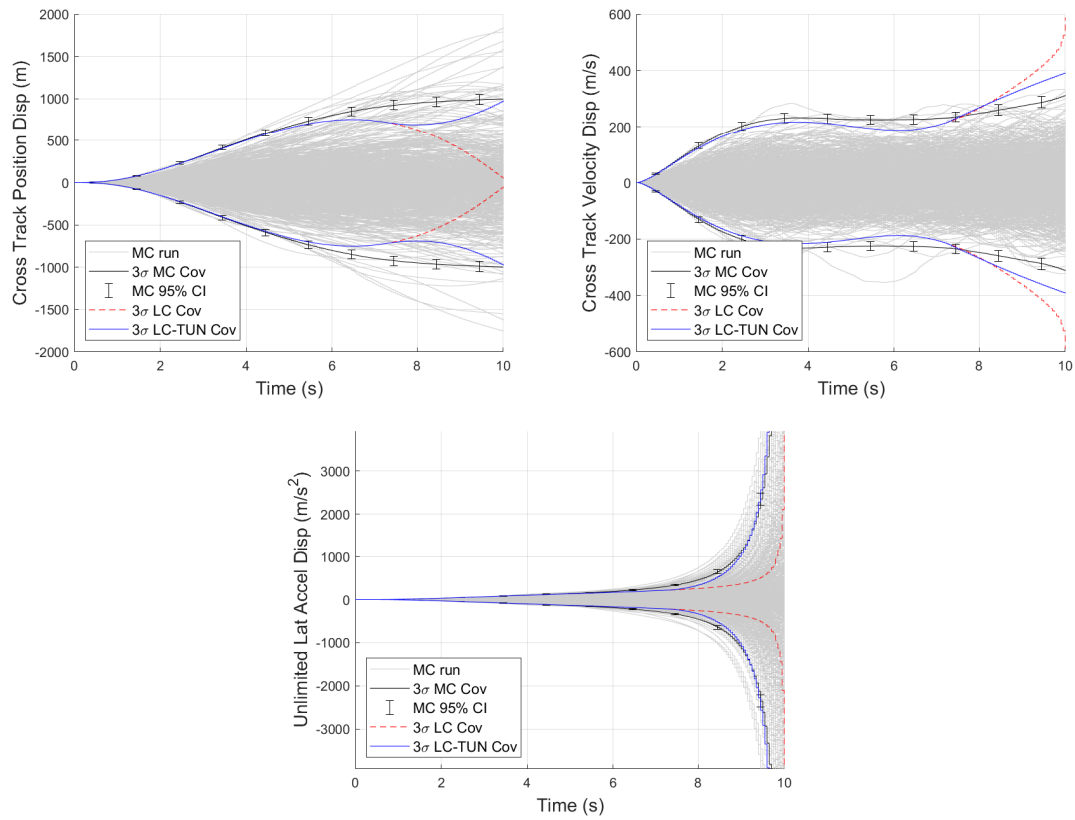 2000
1500
1000
500
0
-500
-1000
-1500
-2000
Cross Track Position Disp (m)
MC run
3σ MC Cov
MC 95% CI
3σ LC Cov
3σ LC-TUN Cov
0 2 4 6 8 10
Time (s)
600
400
200
0
-200
-400
-600
Cross Track Velocity Disp (m/s)
MC run
3σ MC Cov
MC 95% CI
3σ LC Cov
3σ LC-TUN Cov
0 2 4 6 8 10
Time (s)
3000
2000
1000
0
-1000
-2000
-3000
Unlimited Lat Accel Disp (m/s²)
MC run
3σ MC Cov
MC 95% CI
3σ LC Cov
3σ LC-TUN Cov
0 2 4 6 8 10
Time (s)